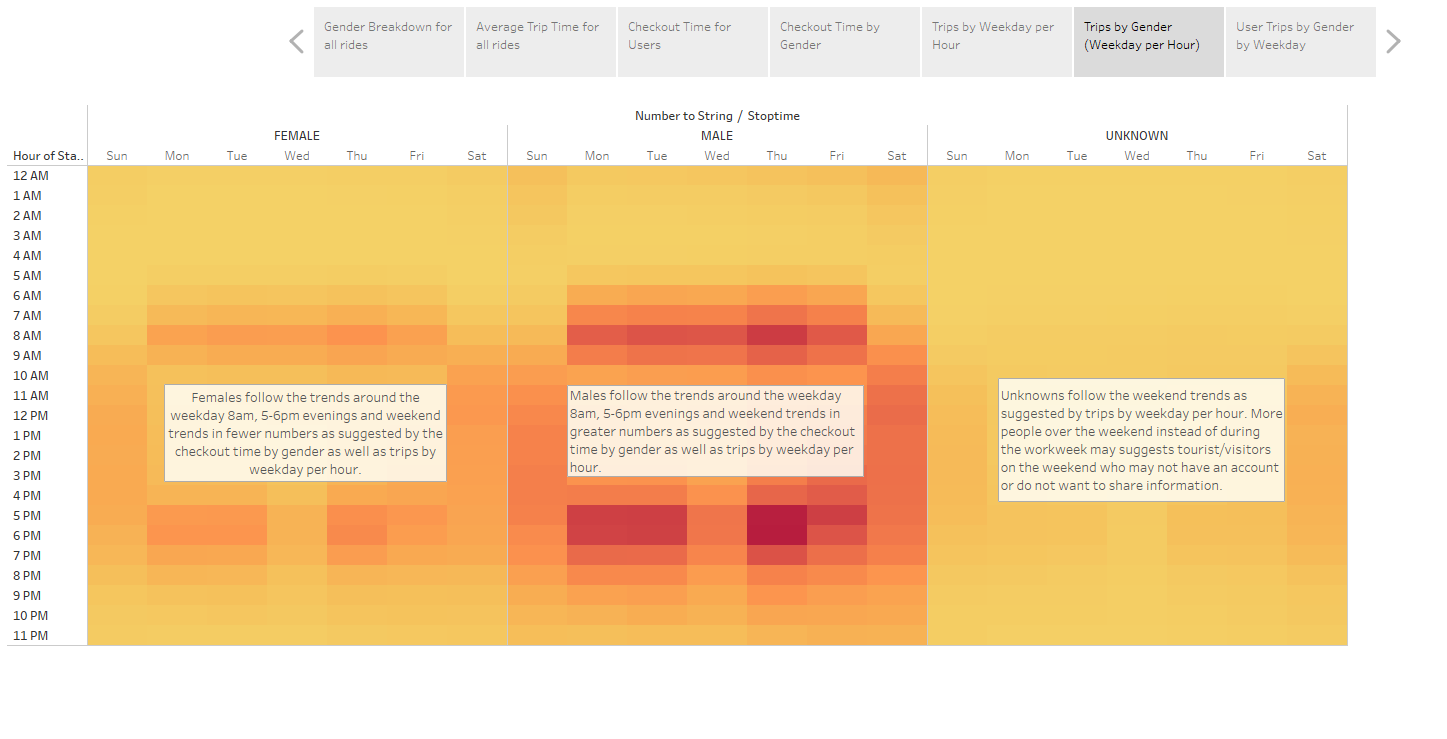 Gender Breakdown for
all rides
Average Trip Time for
all rides
Checkout Time for
Users
Checkout Time by
Gender
Trips by Weekday per
Hour
Trips by Gender
(Weekday per Hour)
User Trips by Gender
by Weekday
Number to String / Stoptime
FEMALE MALE UNKNOWN
Hour of Sta.. Sun Mon Tue Wed Thu Fri Sat Sun Mon Tue Wed Thu Fri Sat Sun Mon Tue Wed Thu Fri Sat
12 AM
1 AM
2 AM
3 AM
4 AM
5 AM
6 AM
7 AM
8 AM
9 AM
10 AM
11 AM
12 PM
1 PM
2 PM
3 PM
4 PM
5 PM
6 PM
7 PM
8 PM
9 PM
10 PM
11 PM
Females follow the trends around the
weekday 8am, 5-6pm evenings and weekend
trends in fewer numbers as suggested by the
checkout time by gender as well as trips by
weekday per hour.
Males follow the trends around the weekday
8am, 5-6pm evenings and weekend trends in
greater numbers as suggested by the checkout
time by gender as well as trips by weekday per
hour.
Unknowns follow the weekend trends as
suggested by trips by weekday per hour. More
people over the weekend instead of during
the workweek may suggests tourist/visitors
on the weekend who may not have an account
or do not want to share information.